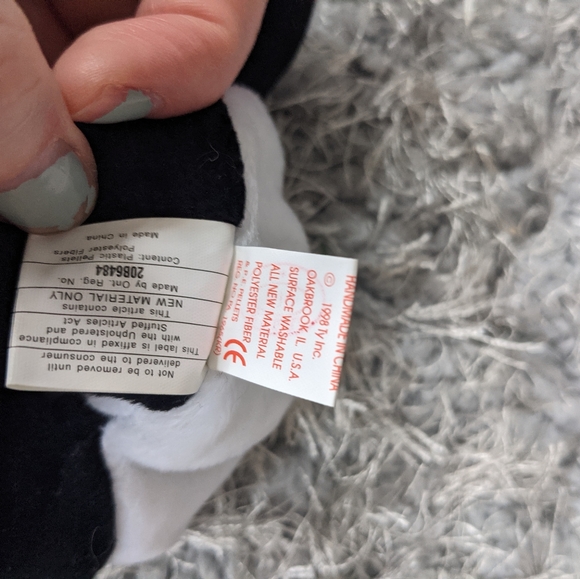 Not to be removed until
delivered to the consumer
This label is affixed in compliance
with the Upholstered and
Stuffed Articles Act
This article contains
NEW MATERIAL ONLY
Made by Ont. Reg. No.
20B6484
Content: Plastic Pellets
Polyester Fibers
Made in China
HANDMADE IN CHINA
© 1998 Ty Inc.
OAKBROOK, IL. U.S.A.
SURFACE WASHABLE
ALL NEW MATERIAL
POLYESTER FIBER
& P.E. PELLETS
REG. NO.
CE